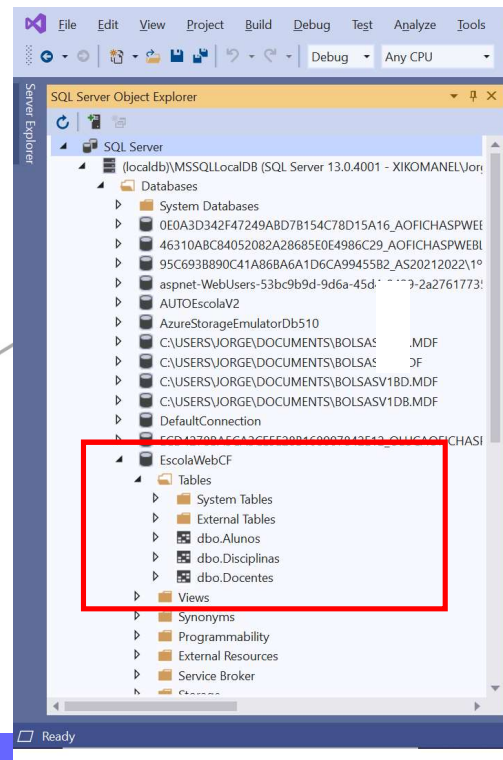 File Edit View Project Build Debug Test Analyze Tools
Debug Any CPU
Server Explorer
SQL Server Object Explorer
SQL Server
(localdb)\MSSQLLocalDB (SQL Server 13.0.4001 - XIKOMANEL\Jor
Databases
System Databases
0E0A3D342F47249ABD7B154C78D15A16_AOFICHASPWEE
46310ABC84052082A28685E0E4986C29_AOFICHASPWEBL
95C693B890C41A86BA6A1D6CA99455B2_AS20212022\1º
aspnet-WebUsers-53bc9b9d-9d6a-45d 2a2761773
AUTOEscolaV2
AzureStorageEmulatorDb510
C:\USERS\JORGE\DOCUMENTS\BOLSAS .MDF
C:\USERS\JORGE\DOCUMENTS\BOLSAS DF
C:\USERS\JORGE\DOCUMENTS\BOLSASV1BD.MDF
C:\USERS\JORGE\DOCUMENTS\BOLSASV1DB.MDF
DefaultConnection
EscolaWebCF
Tables
System Tables
External Tables
dbo.Alunos
dbo.Disciplinas
dbo.Docentes
Views
Synonyms
Programmability
External Resources
Service Broker
Ready